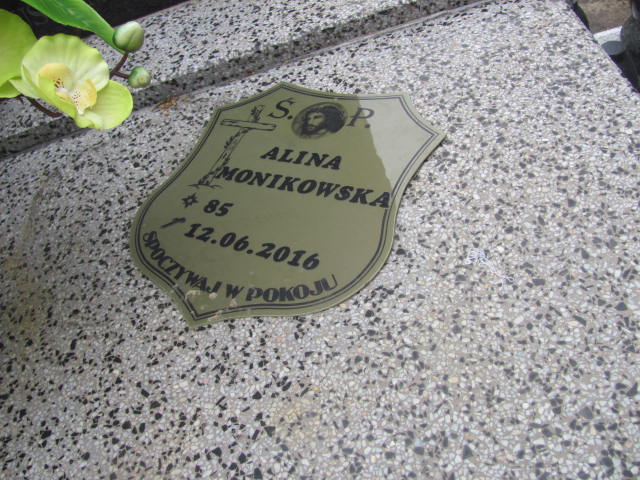 Ś. P.
ALINA
MONIKOWSKA
85
12.06.2016
SPOCZYWAJ W POKOJU